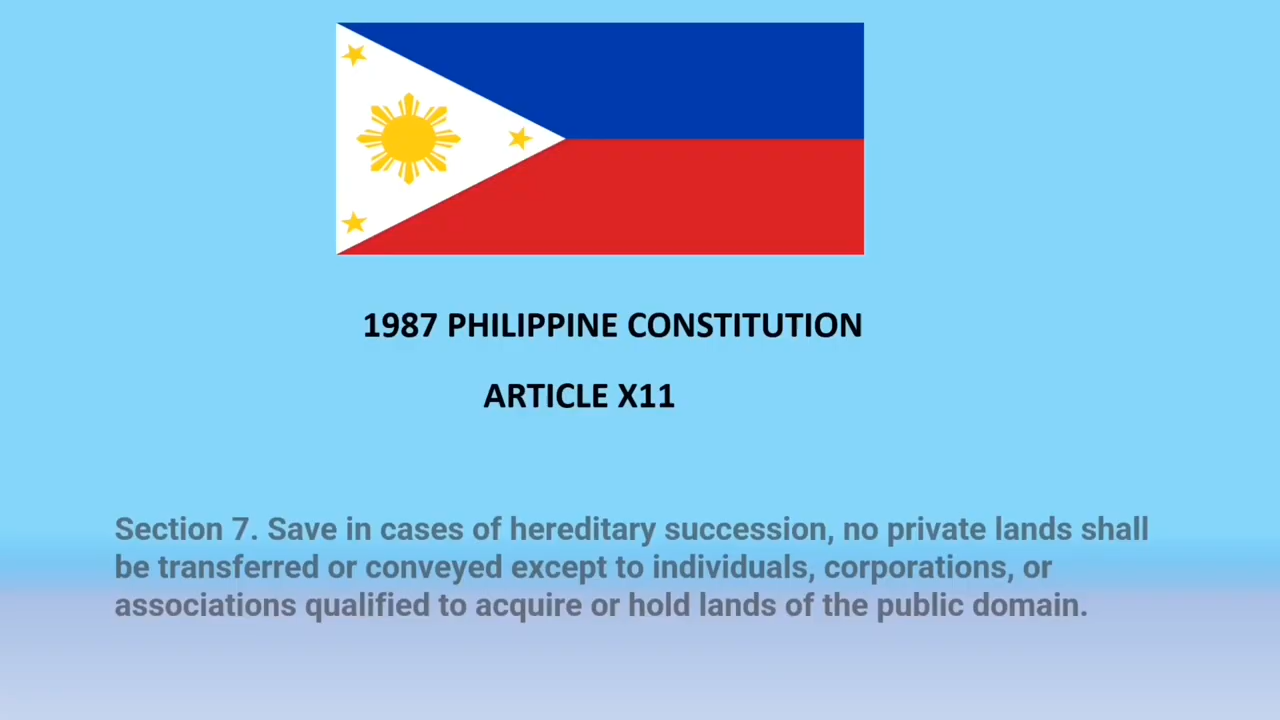 1987 PHILIPPINE CONSTITUTION
ARTICLE X11
Section 7. Save in cases of hereditary succession, no private lands shall
be transferred or conveyed except to individuals, corporations, or
associations qualified to acquire or hold lands of the public domain.